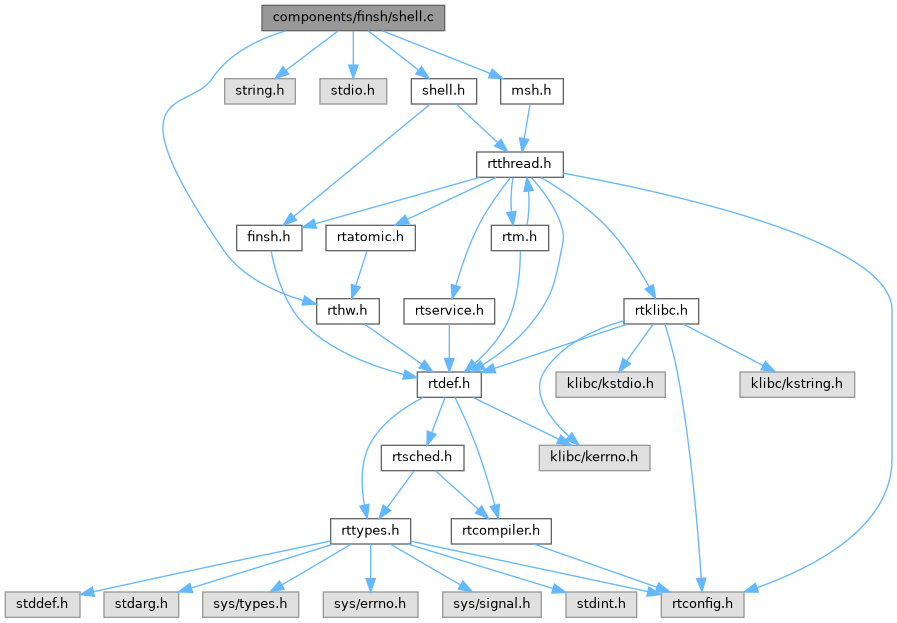 components/finsh/shell.c
string.h
stdio.h
shell.h
msh.h
rtthread.h
finsh.h
rtatomic.h
rtm.h
rthw.h
rtservice.h
rtklibc.h
rtdef.h
klibc/kstdio.h
klibc/kstring.h
rtsched.h
klibc/kerrno.h
rttypes.h
rtcompiler.h
stddef.h
stdarg.h
sys/types.h
sys/errno.h
sys/signal.h
stdint.h
rtconfig.h